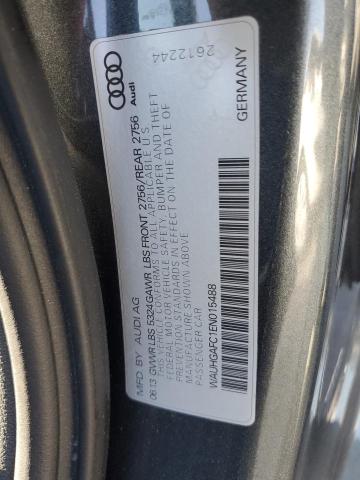 Audi
2612244
MFD BY AUDI AG
GERMANY
06.13 GVWR LBS 5324 GAWR LBS FRONT 2756/REAR 2756
THIS VEHICLE CONFORMS TO ALL APPLICABLE U.S.
FEDERAL MOTOR VEHICLE SAFETY, BUMPER AND THEFT
PREVENTION STANDARDS IN EFFECT ON THE DATE OF
MANUFACTURE SHOWN ABOVE
PASSENGER CAR
WAUHGAFC1EN015488